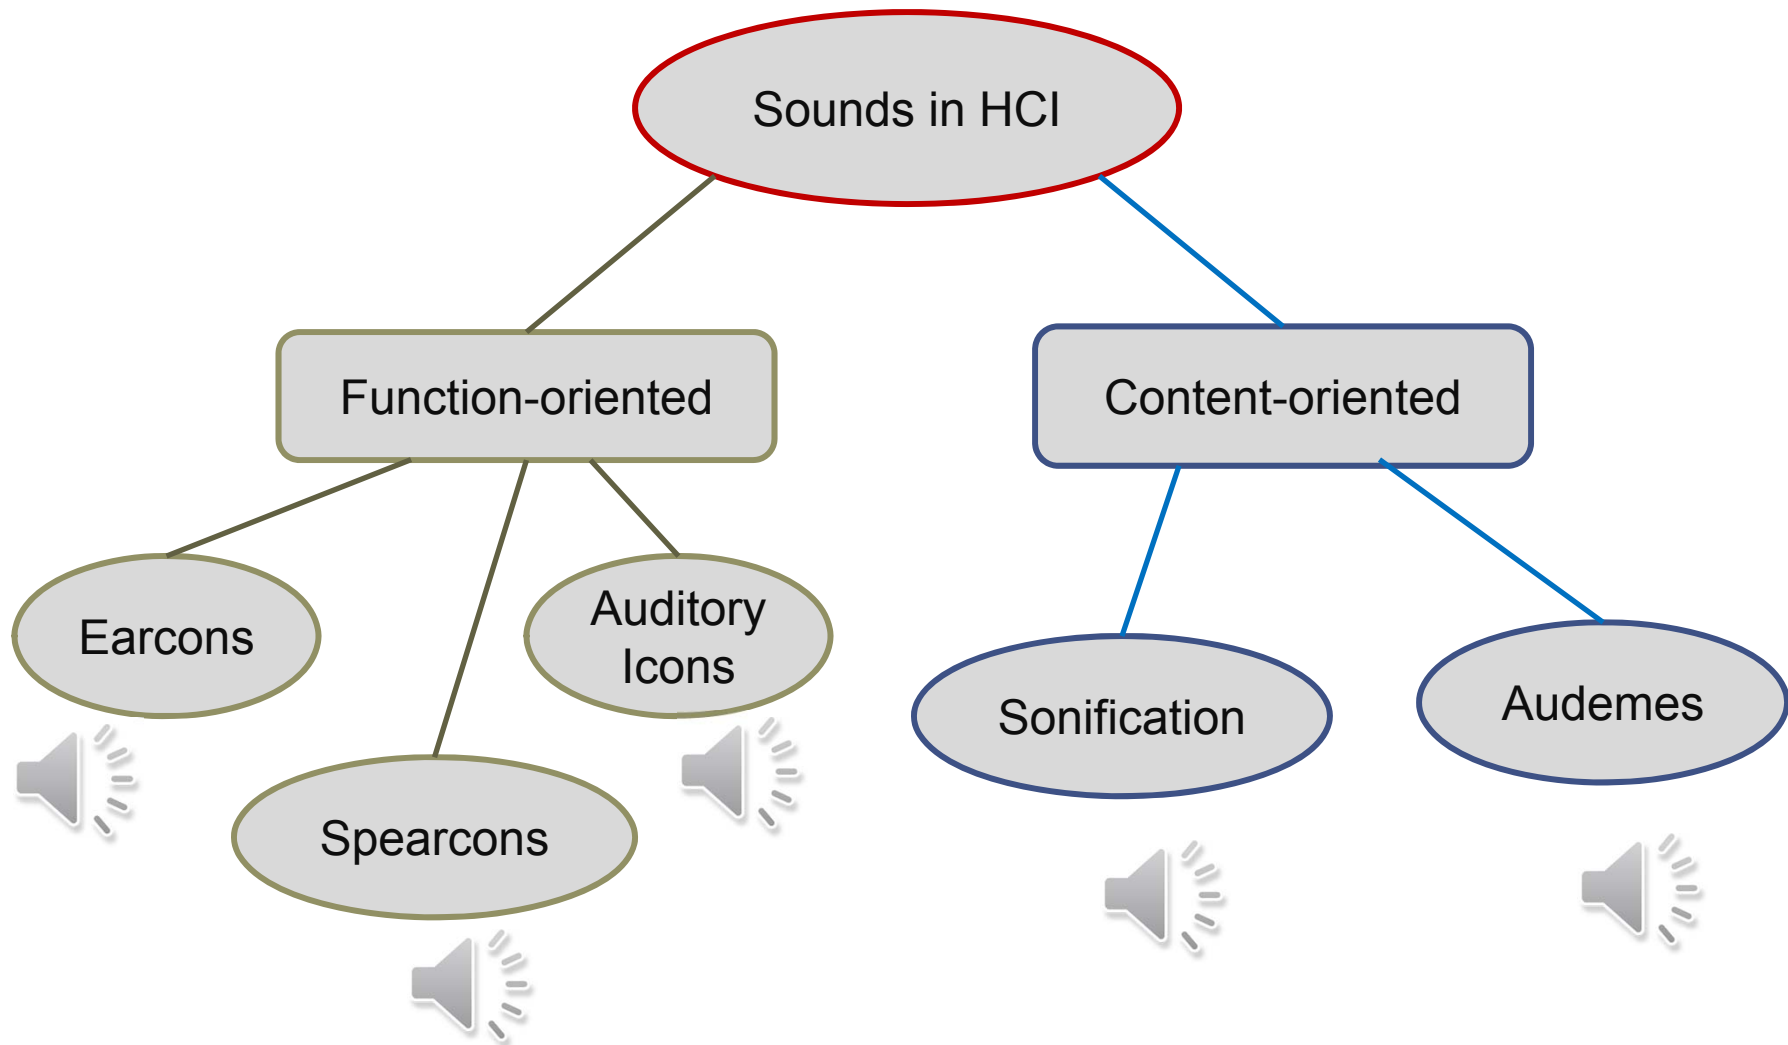 Sounds in HCI
Function-oriented
Content-oriented
Earcons
Auditory
Icons
Spearcons
Sonification
Audemes